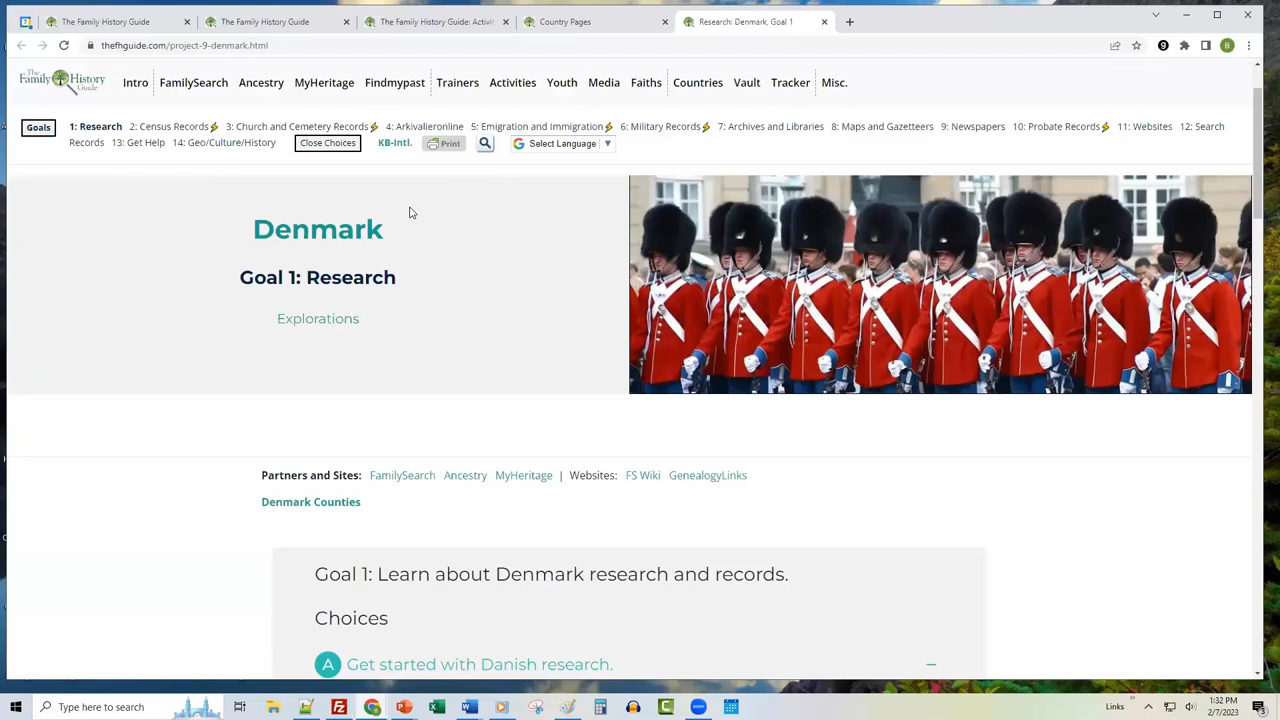 The Family History Guide
The Family History Guide
The Family History Guide: Activit
Country Pages
Research: Denmark, Goal 1
thefhguide.com/project-9-denmark.html
The Family History Guide
Intro FamilySearch Ancestry MyHeritage Findmypast Trainers Activities Youth Media Faiths Countries Vault Tracker Misc.
Goals 1: Research 2: Census Records 3: Church and Cemetery Records 4: Arkivalieronline 5: Emigration and Immigration 6: Military Records 7: Archives and Libraries 8: Maps and Gazetteers 9: Newspapers 10: Probate Records 11: Websites 12: Search
Records 13: Get Help 14: Geo/Culture/History Close Choices KB-Intl. Print Select Language
Denmark
Goal 1: Research
Explorations
Partners and Sites: FamilySearch Ancestry MyHeritage | Websites: FS Wiki GenealogyLinks
Denmark Counties
Goal 1: Learn about Denmark research and records.
Choices
A Get started with Danish research.
Type here to search
Links
1:32 PM
2/7/2023